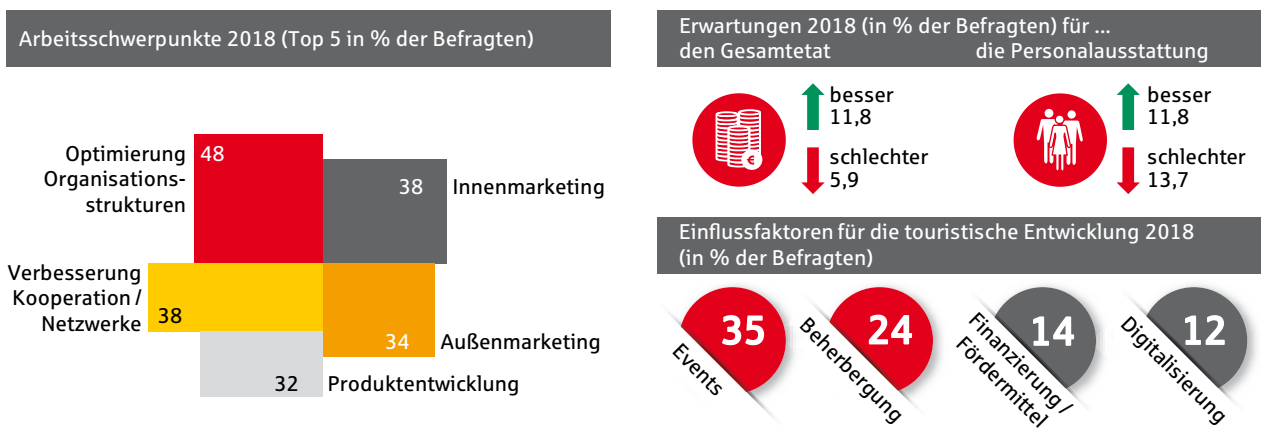 Arbeitsschwerpunkte 2018 (Top 5 in % der Befragten)
Optimierung
Organisations-
strukturen
48
38
Innenmarketing
Verbesserung
Kooperation /
Netzwerke
38
34
Außenmarketing
32
Produktentwicklung
Erwartungen 2018 (in % der Befragten) für ...
den Gesamtetat
die Personalausstattung
€
besser
11,8
schlechter
5,9
besser
11,8
schlechter
13,7
Einflussfaktoren für die touristische Entwicklung 2018
(in % der Befragten)
35
Events
24
Beherbergung
14
Finanzierung /
Fördermittel
12
Digitalisierung